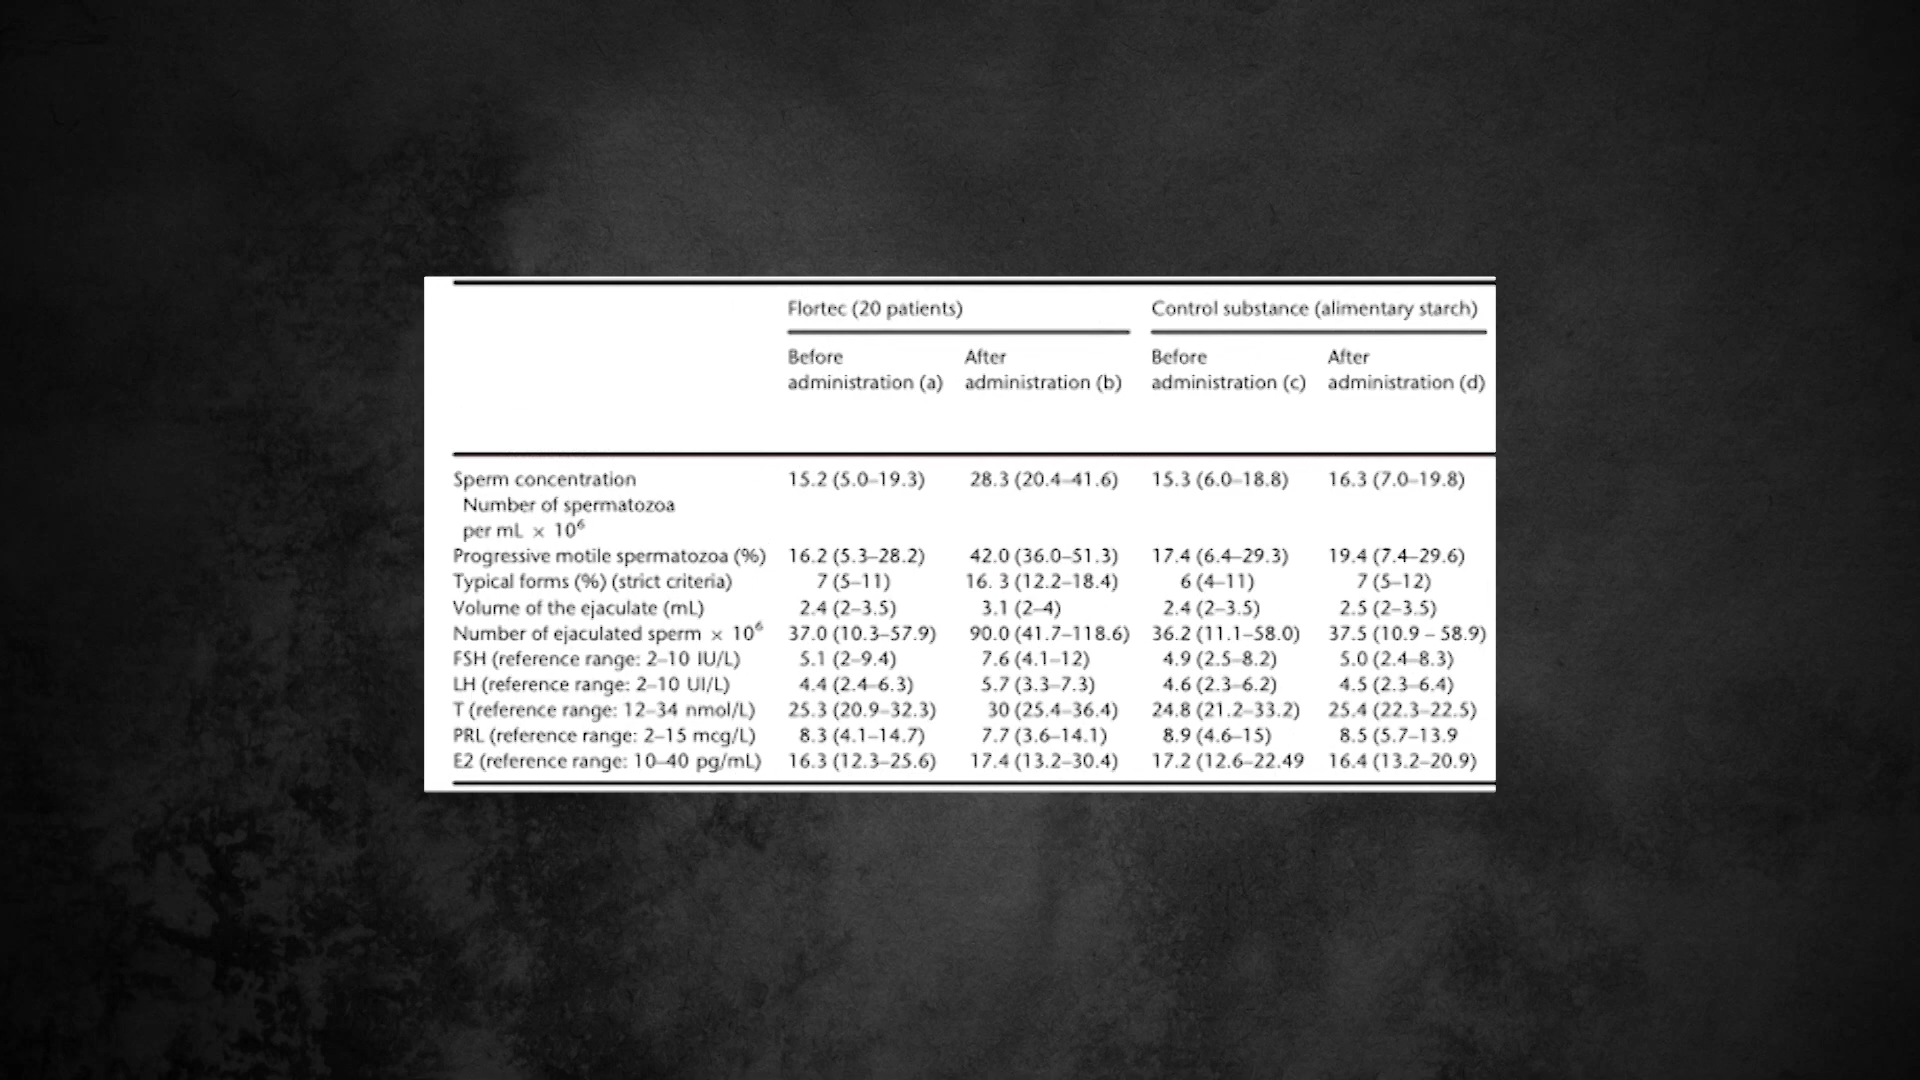 Flortec (20 patients) Control substance (alimentary starch)
Before After Before After
administration (a) administration (b) administration (c) administration (d)
Sperm concentration 15.2 (5.0–19.3) 28.3 (20.4–41.6) 15.3 (6.0–18.8) 16.3 (7.0–19.8)
Number of spermatozoa
per mL × 10⁶
Progressive motile spermatozoa (%) 16.2 (5.3–28.2) 42.0 (36.0–51.3) 17.4 (6.4–29.3) 19.4 (7.4–29.6)
Typical forms (%) (strict criteria) 7 (5–11) 16. 3 (12.2–18.4) 6 (4–11) 7 (5–12)
Volume of the ejaculate (mL) 2.4 (2–3.5) 3.1 (2–4) 2.4 (2–3.5) 2.5 (2–3.5)
Number of ejaculated sperm × 10⁶ 37.0 (10.3–57.9) 90.0 (41.7–118.6) 36.2 (11.1–58.0) 37.5 (10.9 – 58.9)
FSH (reference range: 2–10 IU/L) 5.1 (2–9.4) 7.6 (4.1–12) 4.9 (2.5–8.2) 5.0 (2.4–8.3)
LH (reference range: 2–10 UI/L) 4.4 (2.4–6.3) 5.7 (3.3–7.3) 4.6 (2.3–6.2) 4.5 (2.3–6.4)
T (reference range: 12–34 nmol/L) 25.3 (20.9–32.3) 30 (25.4–36.4) 24.8 (21.2–33.2) 25.4 (22.3–22.5)
PRL (reference range: 2–15 mcg/L) 8.3 (4.1–14.7) 7.7 (3.6–14.1) 8.9 (4.6–15) 8.5 (5.7–13.9
E2 (reference range: 10–40 pg/mL) 16.3 (12.3–25.6) 17.4 (13.2–30.4) 17.2 (12.6–22.49 16.4 (13.2–20.9)